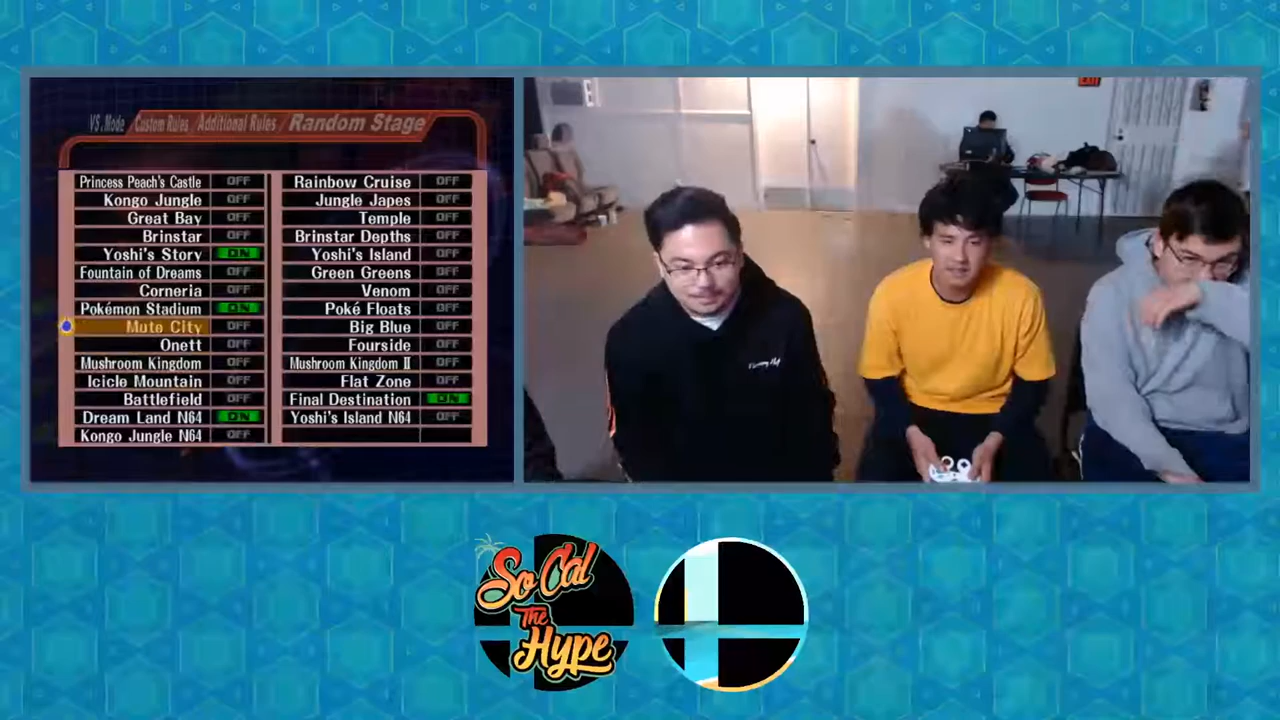 VS. Mode / Custom Rules / Additional Rules / Random Stage
Princess Peach's Castle OFF
Kongo Jungle OFF
Great Bay OFF
Brinstar OFF
Yoshi's Story ON
Fountain of Dreams OFF
Corneria OFF
Pokémon Stadium ON
Mute City OFF
Onett OFF
Mushroom Kingdom OFF
Icicle Mountain OFF
Battlefield OFF
Dream Land N64 ON
Kongo Jungle N64 OFF
Rainbow Cruise OFF
Jungle Japes OFF
Temple OFF
Brinstar Depths OFF
Yoshi's Island OFF
Green Greens OFF
Venom OFF
Poké Floats OFF
Big Blue OFF
Fourside OFF
Mushroom Kingdom II OFF
Flat Zone OFF
Final Destination ON
Yoshi's Island N64 OFF
EXIT
So Cal
The
Hype